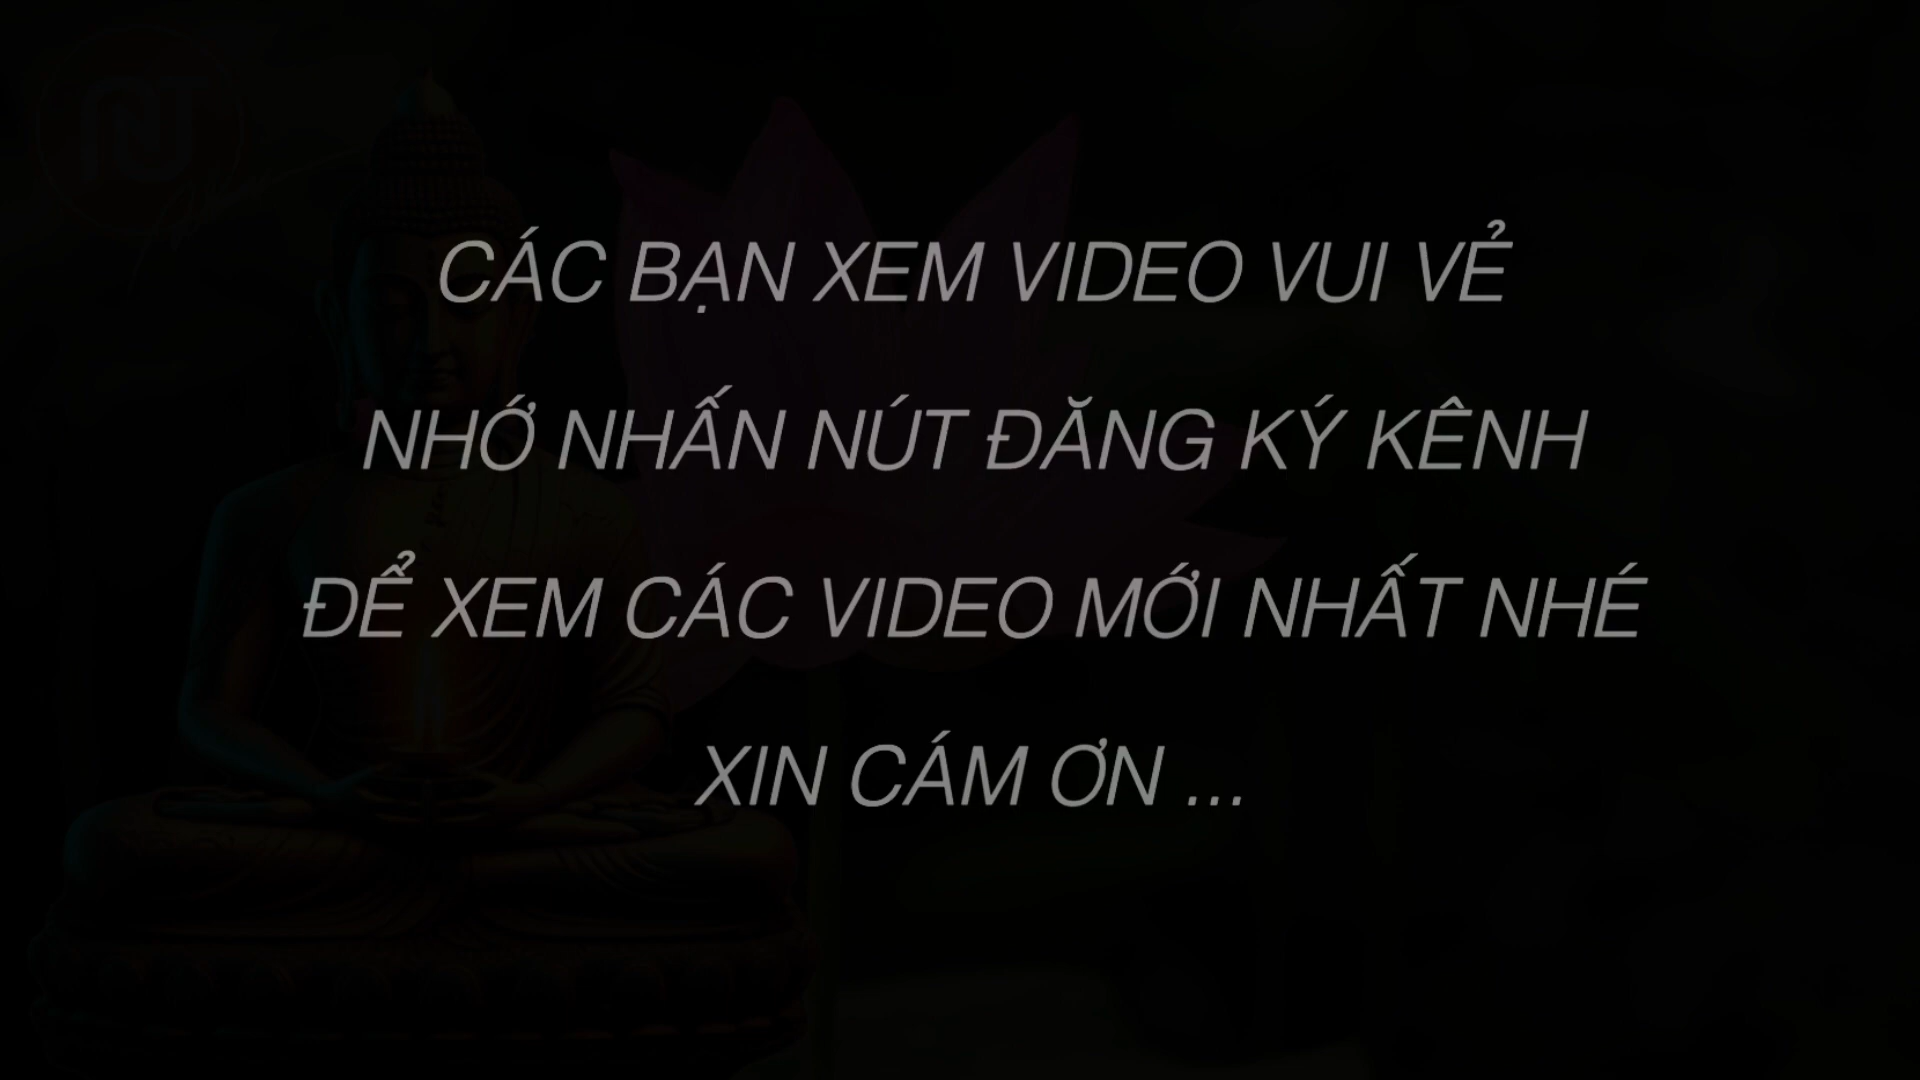 CÁC BẠN XEM VIDEO VUI VẺ
NHỚ NHẤN NÚT ĐĂNG KÝ KÊNH
ĐỂ XEM CÁC VIDEO MỚI NHẤT NHÉ
XIN CÁM ƠN ...